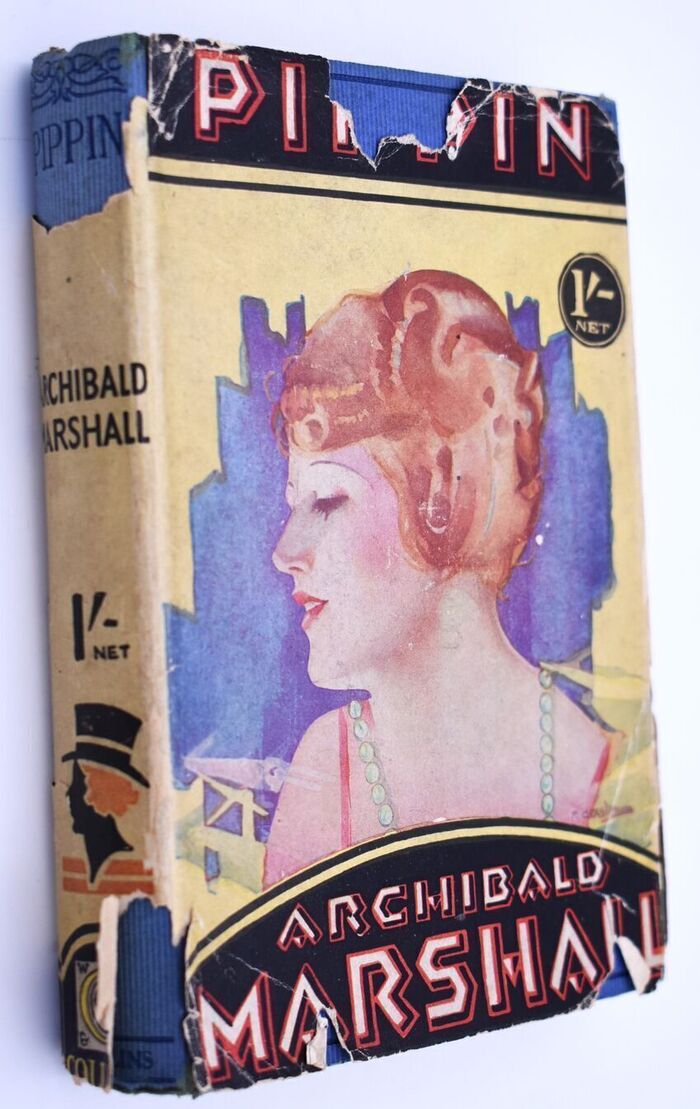 PIPPIN
1/-
NET
ARCHIBALD
MARSHALL
PIPPIN
ARCHIBALD
MARSHALL
1/-
NET
W
C
&
COLLINS